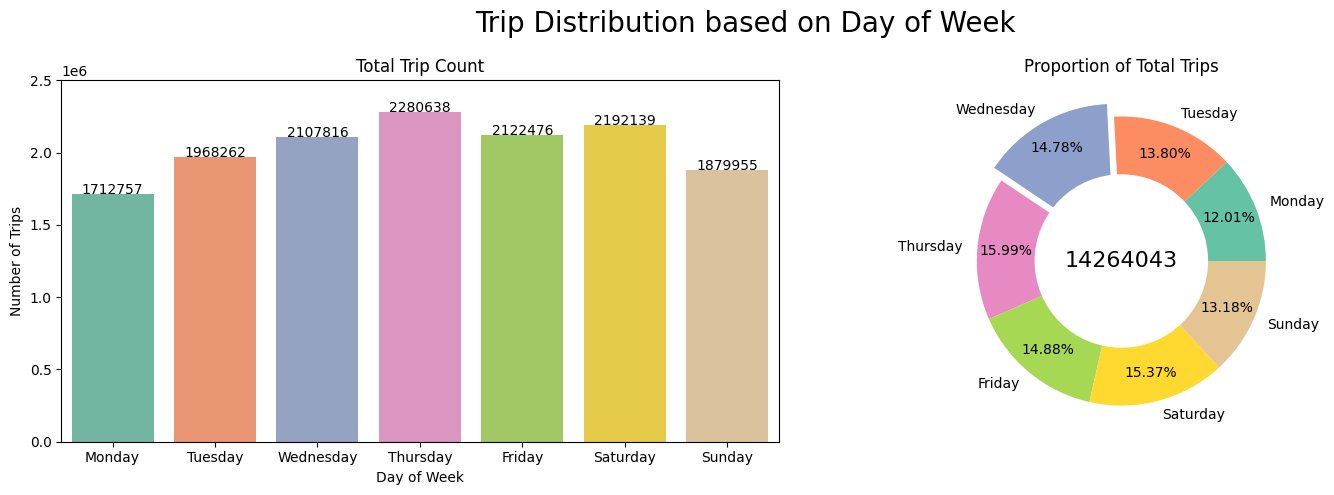 Trip Distribution based on Day of Week
Total Trip Count
1e6
Number of Trips
2.5
2.0
1.5
1.0
0.5
0.0
1712757
1968262
2107816
2280638
2122476
2192139
1879955
Monday
Tuesday
Wednesday
Thursday
Friday
Saturday
Sunday
Day of Week
Proportion of Total Trips
Wednesday
14.78%
Tuesday
13.80%
Monday
12.01%
Thursday
15.99%
14264043
Sunday
13.18%
Friday
14.88%
Saturday
15.37%